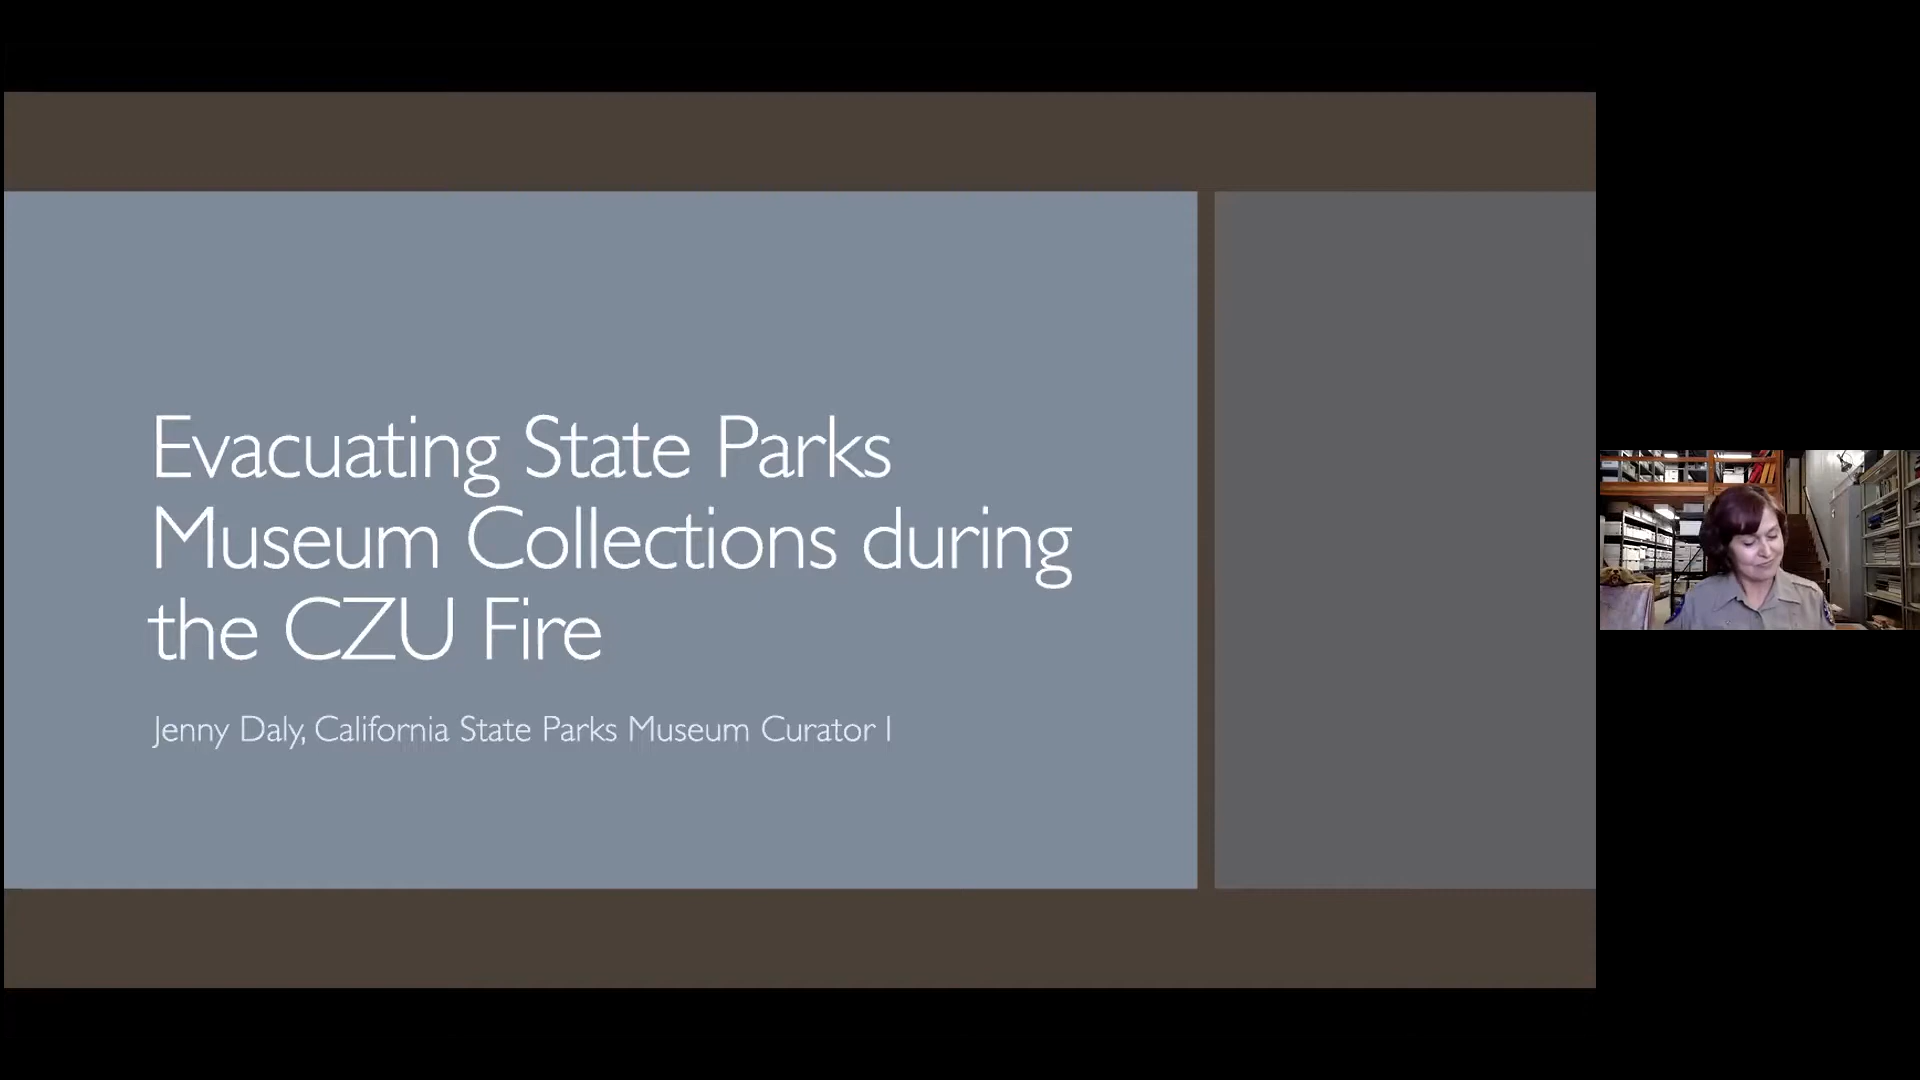 Evacuating State Parks
Museum Collections during
the CZU Fire
Jenny Daly, California State Parks Museum Curator I